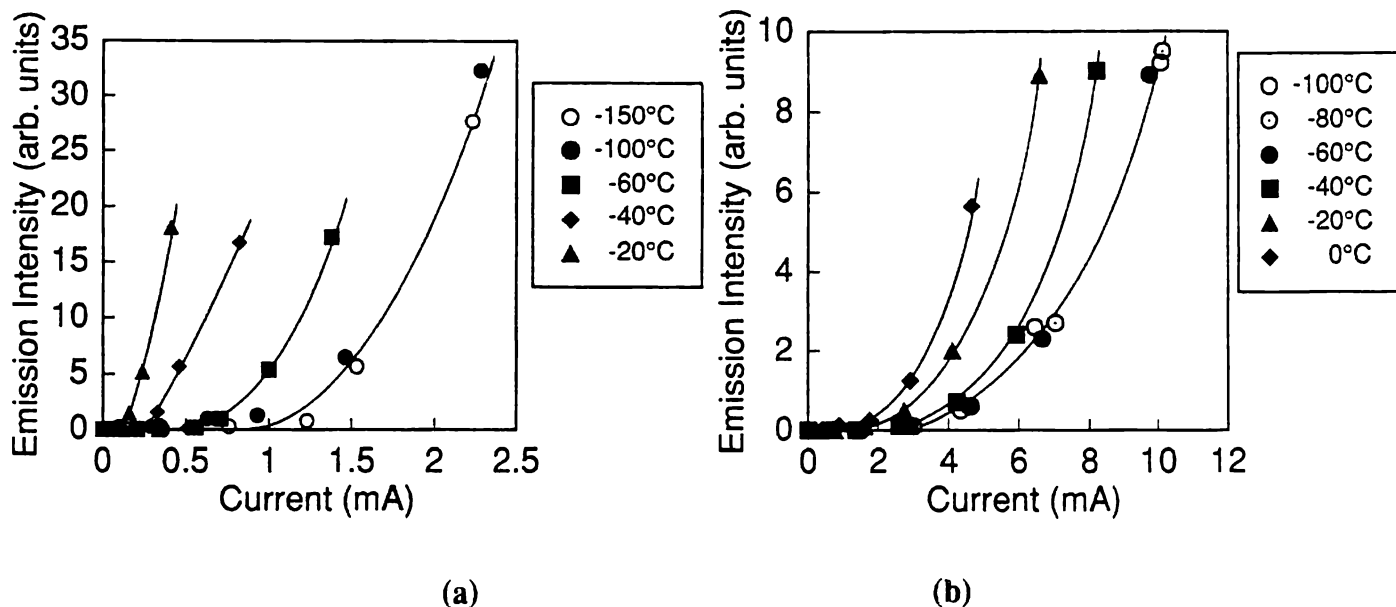 Emission Intensity (arb. units)
35
30
25
20
15
10
5
0
0 0.5 1 1.5 2 2.5
Current (mA)
-150°C
-100°C
-60°C
-40°C
-20°C
(a)
Emission Intensity (arb. units)
10
8
6
4
2
0
0 2 4 6 8 10 12
Current (mA)
-100°C
-80°C
-60°C
-40°C
-20°C
0°C
(b)